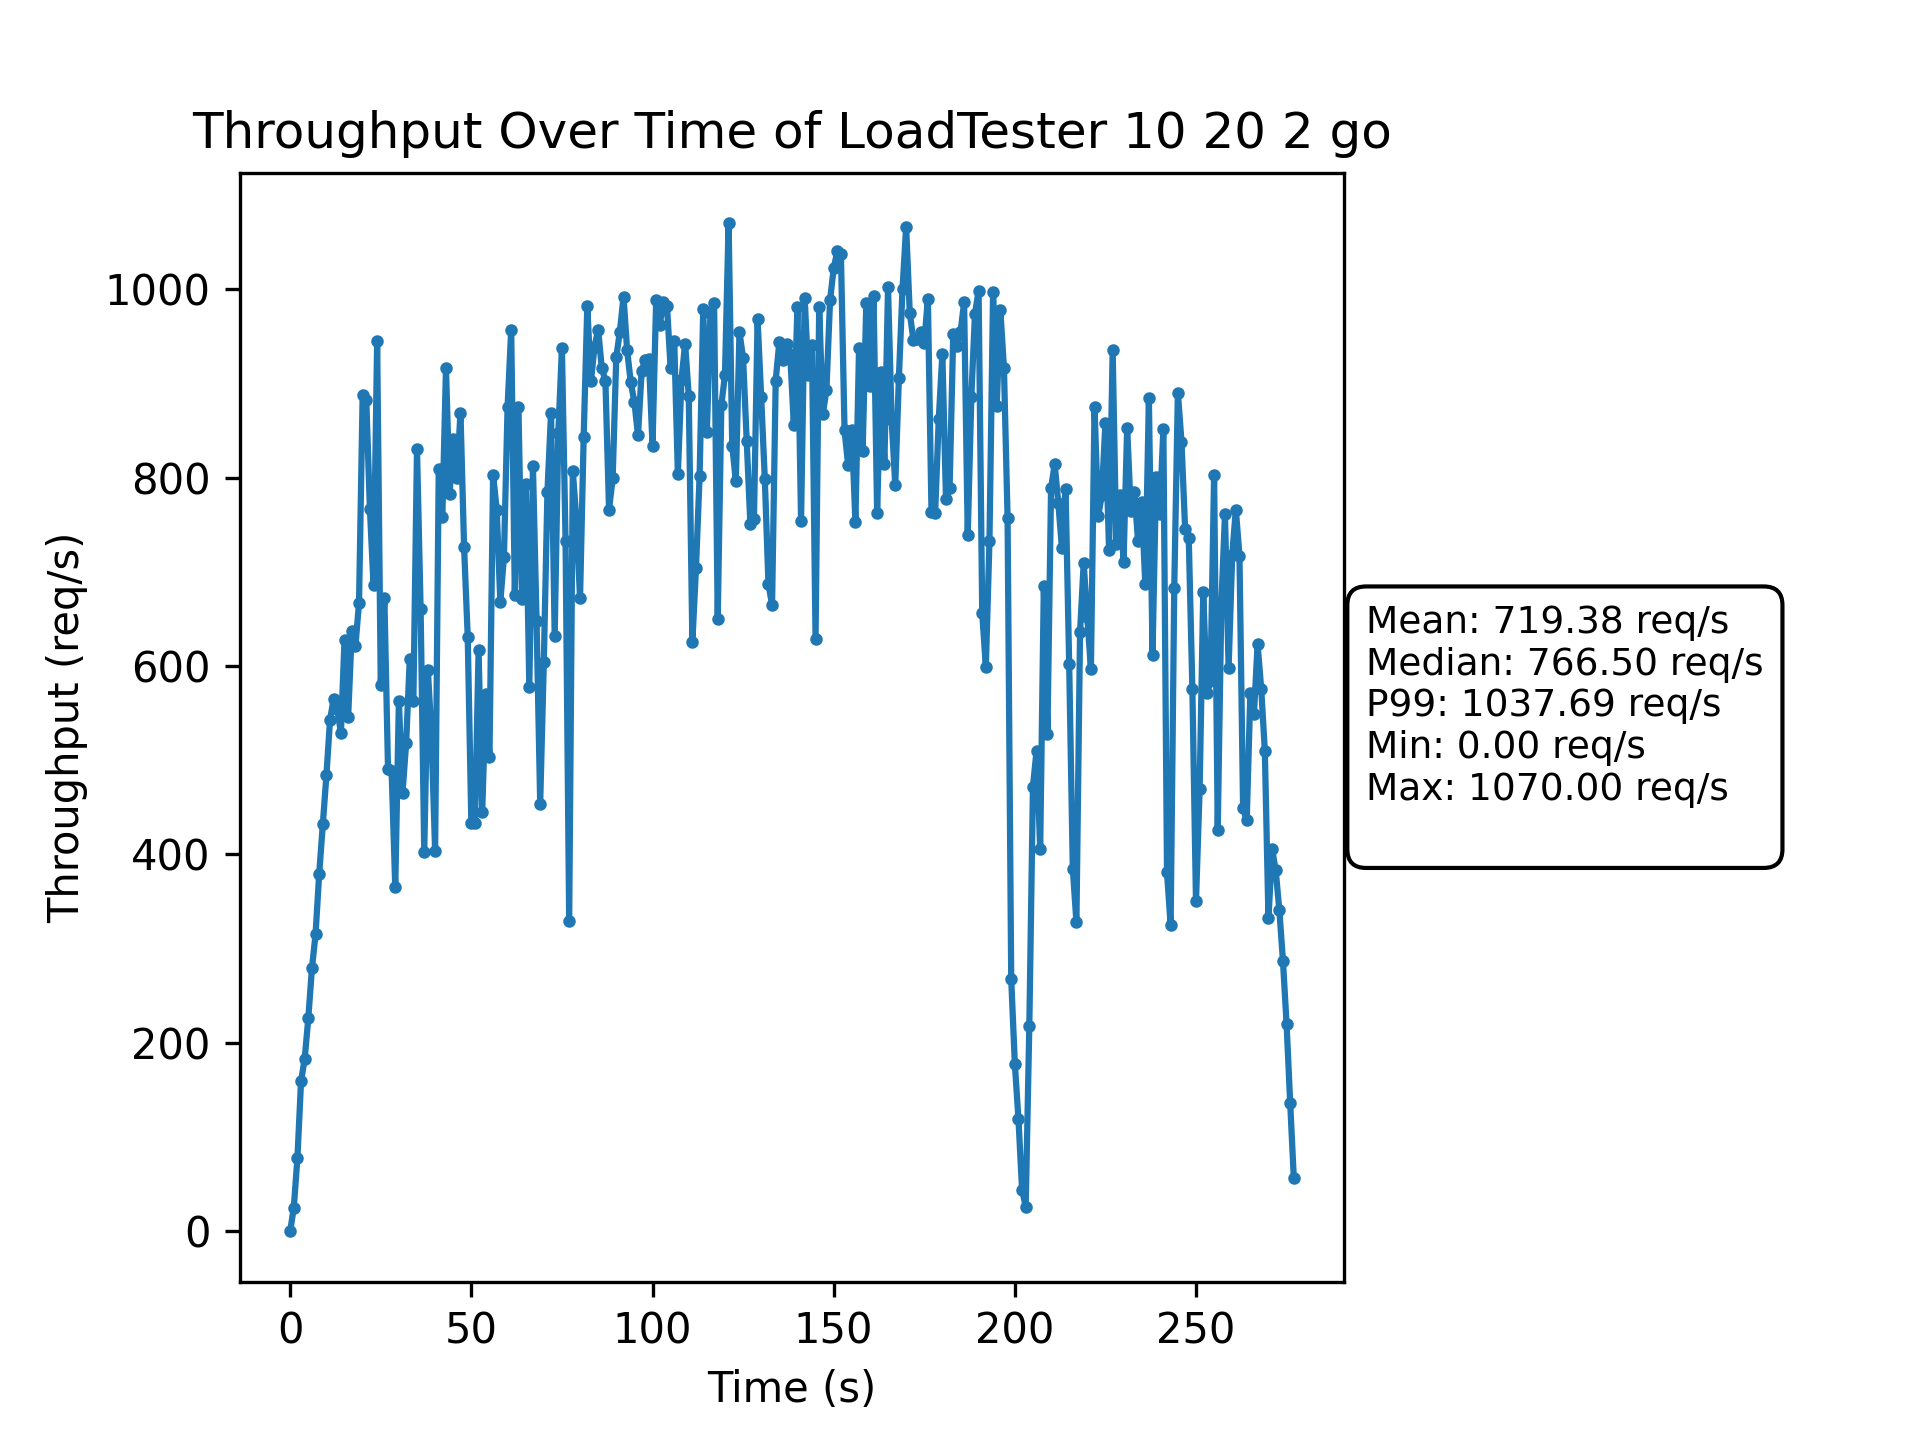 Throughput Over Time of LoadTester 10 20 2 go
Throughput (req/s)
1000
800
600
400
200
0
0 50 100 150 200 250
Time (s)
Mean: 719.38 req/s
Median: 766.50 req/s
P99: 1037.69 req/s
Min: 0.00 req/s
Max: 1070.00 req/s